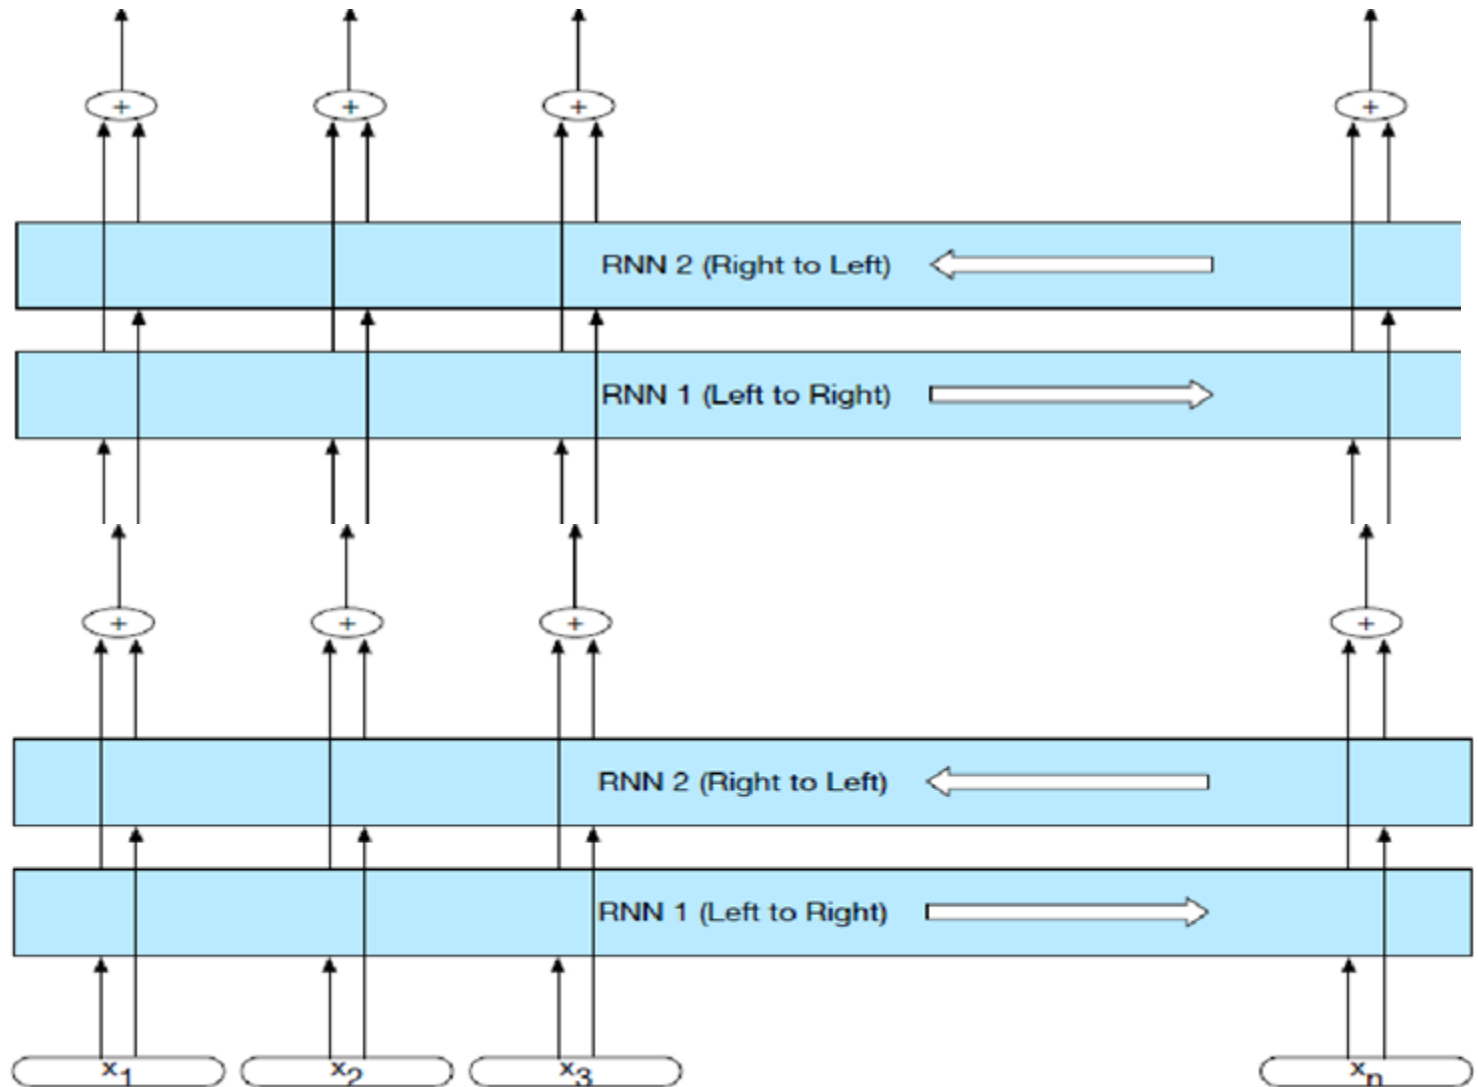 + + + +
RNN 2 (Right to Left)
RNN 1 (Left to Right)
+ + + +
RNN 2 (Right to Left)
RNN 1 (Left to Right)
x1 x2 x3 xn